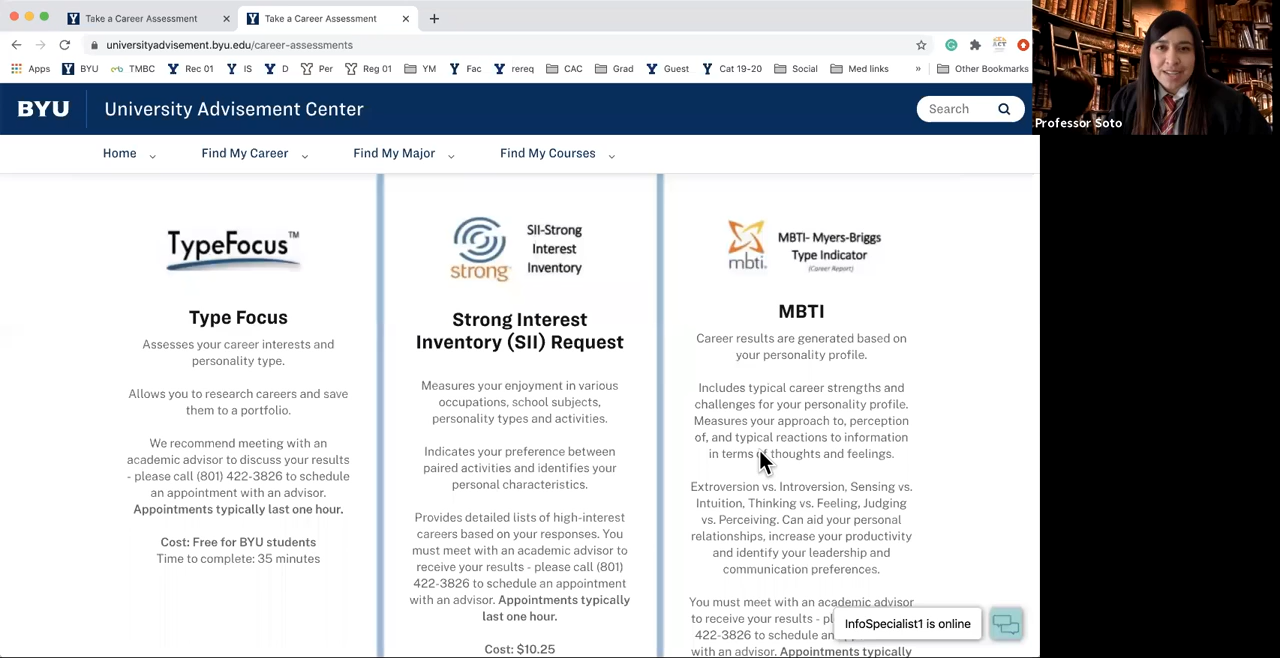 Take a Career Assessment
Take a Career Assessment
universityadvisement.byu.edu/career-assessments
Apps BYU TMBC Rec 01 IS D Per Reg 01 YM Fac rereq CAC Grad Guest Cat 19-20 Social Med links » Other Bookmarks
Professor Soto
BYU University Advisement Center
Search
Home Find My Career Find My Major Find My Courses
TypeFocus™
Type Focus
Assesses your career interests and
personality type.
Allows you to research careers and save
them to a portfolio.
We recommend meeting with an
academic advisor to discuss your results
- please call (801) 422-3826 to schedule
an appointment with an advisor.
Appointments typically last one hour.
Cost: Free for BYU students
Time to complete: 35 minutes
strong
SII-Strong
Interest
Inventory
Strong Interest
Inventory (SII) Request
Measures your enjoyment in various
occupations, school subjects,
personality types and activities.
Indicates your preference between
paired activities and identifies your
personal characteristics.
Provides detailed lists of high-interest
careers based on your responses. You
must meet with an academic advisor to
receive your results - please call (801)
422-3826 to schedule an appointment
with an advisor. Appointments typically
last one hour.
Cost: $10.25
mbti.
MBTI- Myers-Briggs
Type Indicator
(Career Report)
MBTI
Career results are generated based on
your personality profile.
Includes typical career strengths and
challenges for your personality profile.
Measures your approach to, perception
of, and typical reactions to information
in terms of thoughts and feelings.
Extroversion vs. Introversion, Sensing vs.
Intuition, Thinking vs. Feeling, Judging
vs. Perceiving. Can aid your personal
relationships, increase your productivity
and identify your leadership and
communication preferences.
You must meet with an academic advisor
to receive your results - pl
422-3826 to schedule an
with an advisor. Appointments typically
InfoSpecialist1 is online